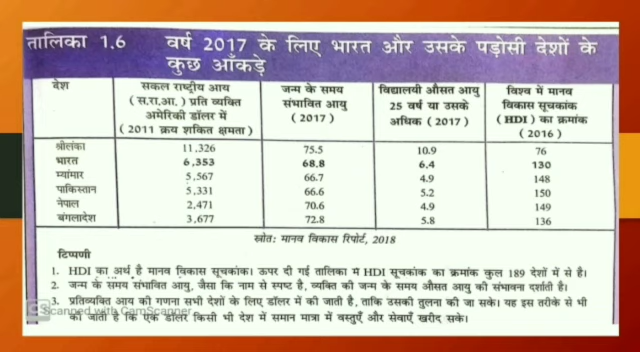 तालिका 1.6 वर्ष 2017 के लिए भारत और उसके पड़ोसी देशों के
कुछ आँकड़े
देश सकल राष्ट्रीय आय जन्म के समय विद्यालयी औसत आयु विश्व में मानव
(स.रा.आ.) प्रति व्यक्ति संभावित आयु 25 वर्ष या उसके विकास सूचकांक
अमेरिकी डॉलर में (2017) अधिक (2017) (HDI) का क्रमांक
(2011 क्रय शकित क्षमता) (2016)
श्रीलंका 11,326 75.5 10.9 76
भारत 6,353 68.8 6.4 130
म्यांमार 5,567 66.7 4.9 148
पाकिस्तान 5,331 66.6 5.2 150
नेपाल 2,471 70.6 4.9 149
बंगलादेश 3,677 72.8 5.8 136
स्रोत: मानव विकास रिपोर्ट, 2018
टिप्पणी
1. HDI का अर्थ है मानव विकास सूचकांक। ऊपर दी गई तालिका में HDI सूचकांक का क्रमांक कुल 189 देशों में से है।
2. जन्म के समय संभावित आयु, जैसा कि नाम से स्पष्ट है, व्यक्ति की जन्म के समय औसत आयु की संभावना दर्शाती है।
3. प्रतिव्यक्ति आय की गणना सभी देशों के लिए डॉलर में की जाती है, ताकि उसकी तुलना की जा सके। यह इस तरीके से भी
की जाती है कि एक डॉलर किसी भी देश में समान मात्रा में वस्तुएँ और सेवाएँ खरीद सके।
CS Scanned with CamScanner